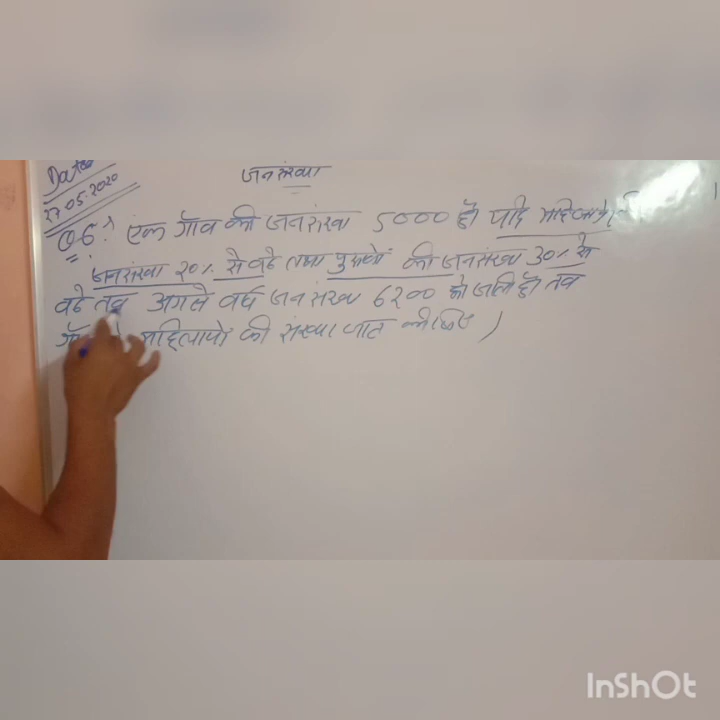 Date
27.05.2020
जनसंख्या
Q6. एक गाँव की जनसंख्या 5000 है यदि महिलायो की
जनसंख्या 20% से बढे तथा पुरूषो की जनसंख्या 30% से
बढे तब अगले वर्ष जनसंख्या 6200 हो जाती है तब
महिलायो की संख्या ज्ञात कीजिए )
InShOt